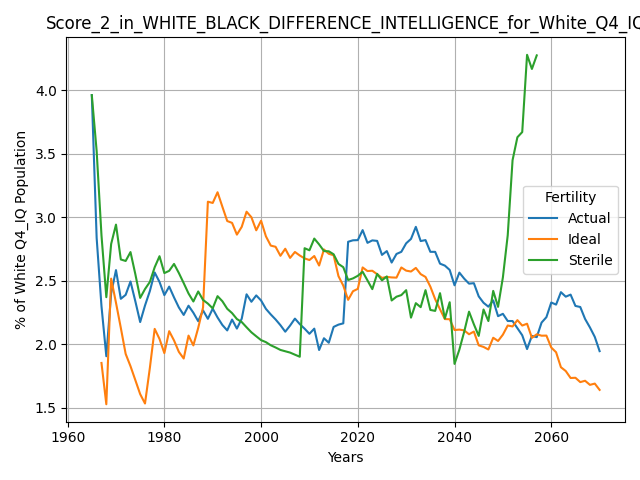 Score_2_in_WHITE_BLACK_DIFFERENCE_INTELLIGENCE_for_White_Q4_IQ
% of White Q4_IQ Population
4.0
3.5
3.0
2.5
2.0
1.5
Fertility
Actual
Ideal
Sterile
1960 1980 2000 2020 2040 2060
Years